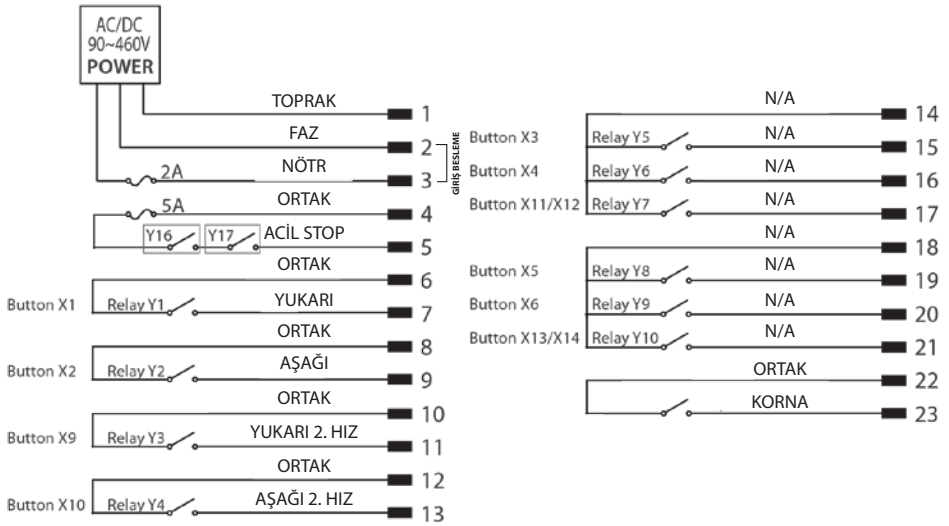 AC/DC
90~460V
POWER
TOPRAK 1
FAZ 2
2A NÖTR 3
GİRİŞ BESLEME
5A ORTAK 4
Y16 Y17 ACİL STOP 5
ORTAK 6
Button X1 Relay Y1 YUKARI 7
ORTAK 8
Button X2 Relay Y2 AŞAĞI 9
ORTAK 10
Button X9 Relay Y3 YUKARI 2. HIZ 11
ORTAK 12
Button X10 Relay Y4 AŞAĞI 2. HIZ 13
N/A 14
Button X3 Relay Y5 N/A 15
Button X4 Relay Y6 N/A 16
Button X11/X12 Relay Y7 N/A 17
N/A 18
Button X5 Relay Y8 N/A 19
Button X6 Relay Y9 N/A 20
Button X13/X14 Relay Y10 N/A 21
ORTAK 22
KORNA 23